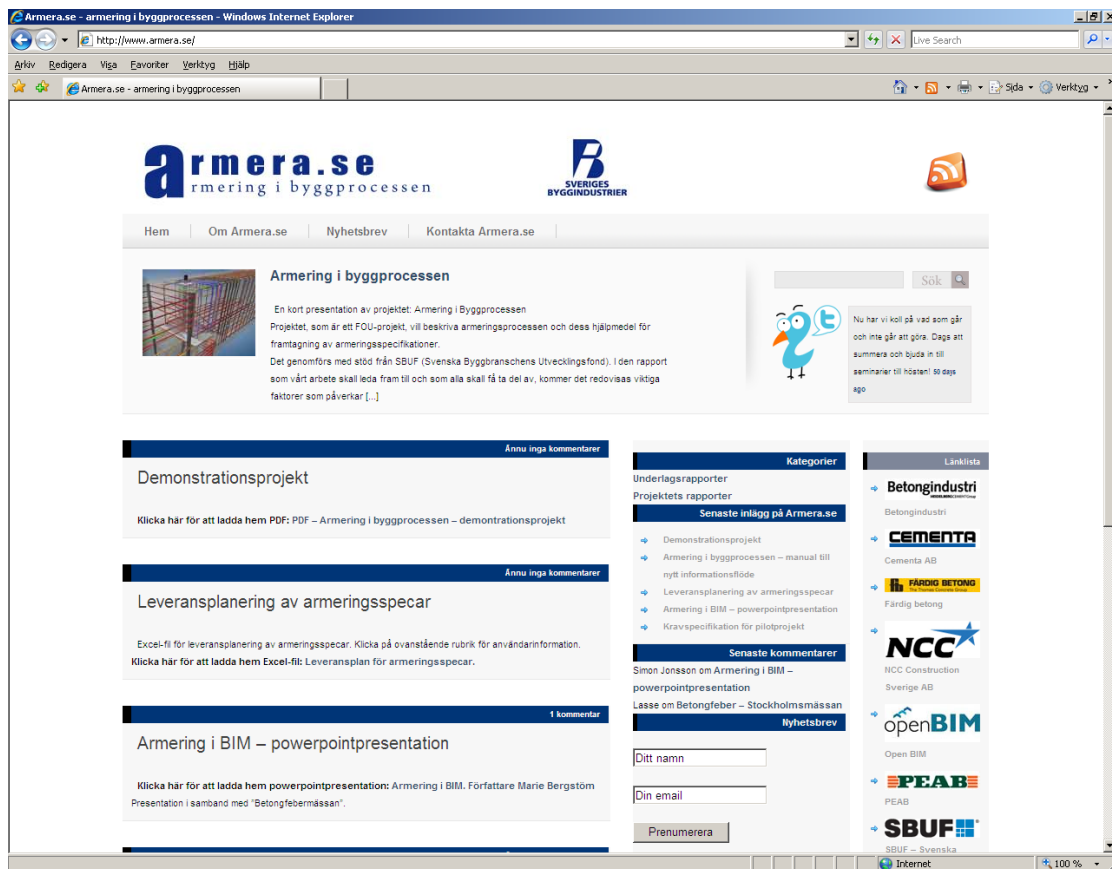 Armera.se - armering i byggprocessen - Windows Internet Explorer
http://www.armera.se/
Live Search
Arkiv Redigera Visa Favoriter Verktyg Hjälp
Armera.se - armering i byggprocessen
Sida Verktyg
armera.se
armering i byggprocessen
SVERIGES
BYGGINDUSTRIER
Hem Om Armera.se Nyhetsbrev Kontakta Armera.se
Armering i byggprocessen
En kort presentation av projektet: Armering i Byggprocessen
Projektet, som är ett FOU-projekt, vill beskriva armeringsprocessen och dess hjälpmedel för
framtagning av armeringsspecifikationer.
Det genomförs med stöd från SBUF (Svenska Byggbranschens Utvecklingsfond). I den rapport
som vårt arbete skall leda fram till och som alla skall få ta del av, kommer det redovisas viktiga
faktorer som påverkar [...]
Sök
Nu har vi koll på vad som går
och inte går att göra. Dags att
summera och bjuda in till
seminarier till hösten! 50 days
ago
Ännu inga kommentarer
Demonstrationsprojekt
Klicka här för att ladda hem PDF: PDF – Armering i byggprocessen – demontrationsprojekt
Ännu inga kommentarer
Leveransplanering av armeringsspecar
Excel-fil för leveransplanering av armeringsspecar. Klicka på ovanstående rubrik för användarinformation.
Klicka här för att ladda hem Excel-fil: Leveransplan för armeringsspecar.
1 kommentar
Armering i BIM – powerpointpresentation
Klicka här för att ladda hem powerpointpresentation: Armering i BIM. Författare Marie Bergstöm
Presentation i samband med "Betongfebermässan".
Kategorier
Underlagsrapporter
Projektets rapporter
Senaste inlägg på Armera.se
Demonstrationsprojekt
Armering i byggprocessen – manual till
nytt informationsflöde
Leveransplanering av armeringsspecar
Armering i BIM – powerpointpresentation
Kravspecifikation för pilotprojekt
Senaste kommentarer
Simon Jonsson om Armering i BIM –
powerpointpresentation
Lasse om Betongfeber – Stockholmsmässan
Nyhetsbrev
Ditt namn
Din email
Prenumerera
Länklista
Betongindustri
HEIDELBERGCEMENTGroup
Betongindustri
CEMENTA
Cementa AB
FÄRDIG BETONG
The Thomas Concrete Group
Färdig betong
NCC
NCC Construction
Sverige AB
openBIM
Open BIM
PEAB
PEAB
SBUF
SBUF – Svenska
Internet
100 %